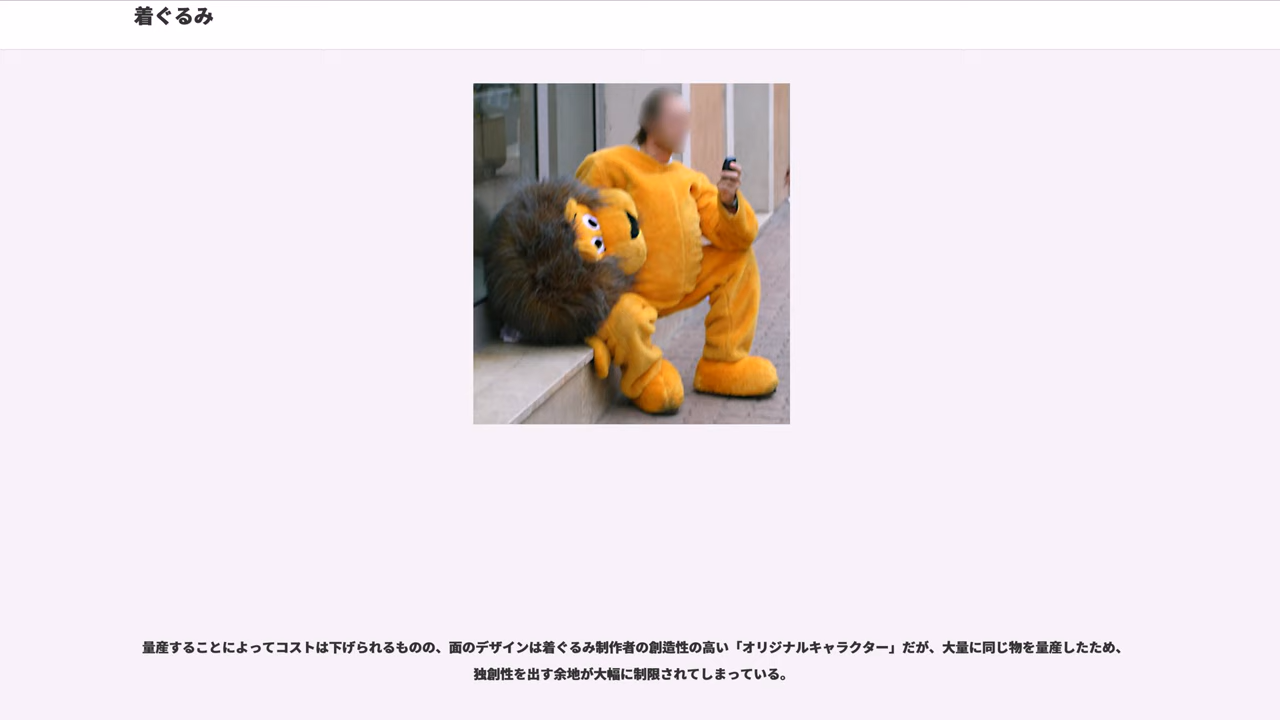 着ぐるみ
量産することによってコストは下げられるものの、面のデザインは着ぐるみ制作者の創造性の高い「オリジナルキャラクター」だが、大量に同じ物を量産したため、
独創性を出す余地が大幅に制限されてしまっている。